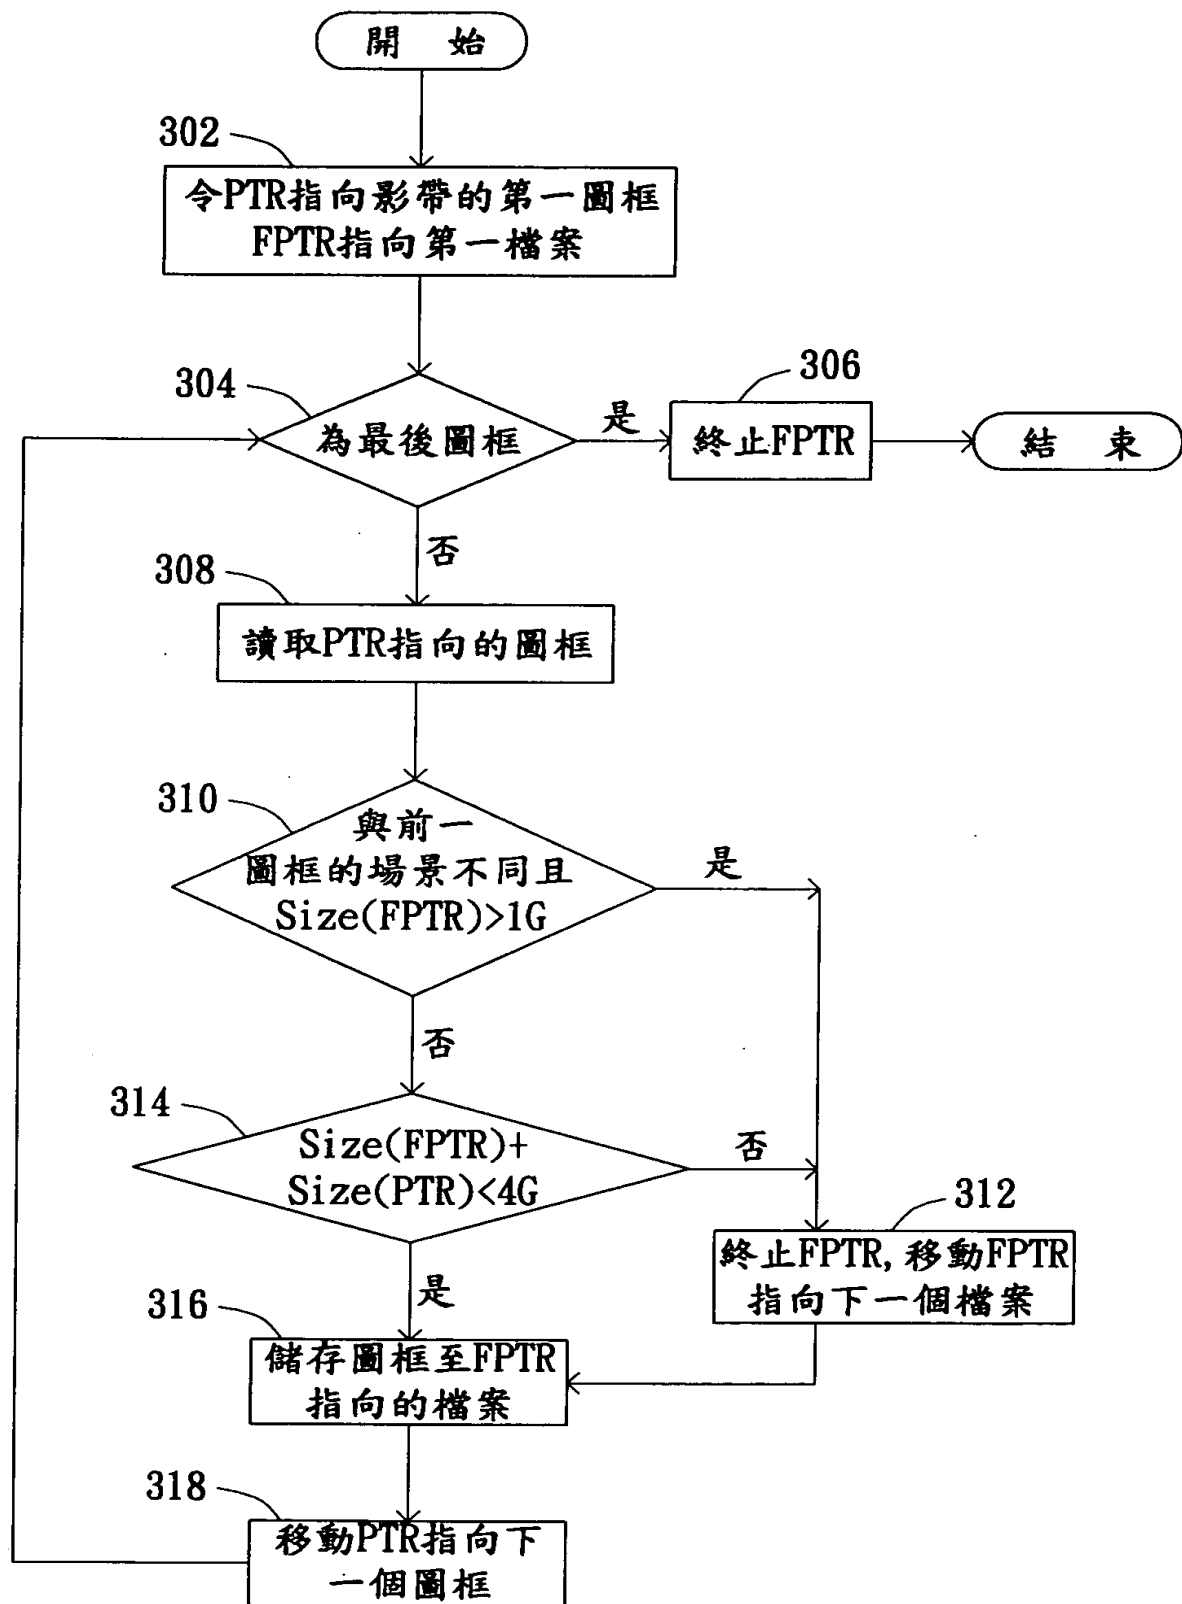 開 始
302
令PTR指向影帶的第一圖框
FPTR指向第一檔案
304
為最後圖框
是
306
終止FPTR
結 束
否
308
讀取PTR指向的圖框
310
與前一
圖框的場景不同且
Size(FPTR)>1G
是
否
314
Size(FPTR)+
Size(PTR)<4G
否
312
終止FPTR,移動FPTR
指向下一個檔案
是
316
儲存圖框至FPTR
指向的檔案
318
移動PTR指向下
一個圖框